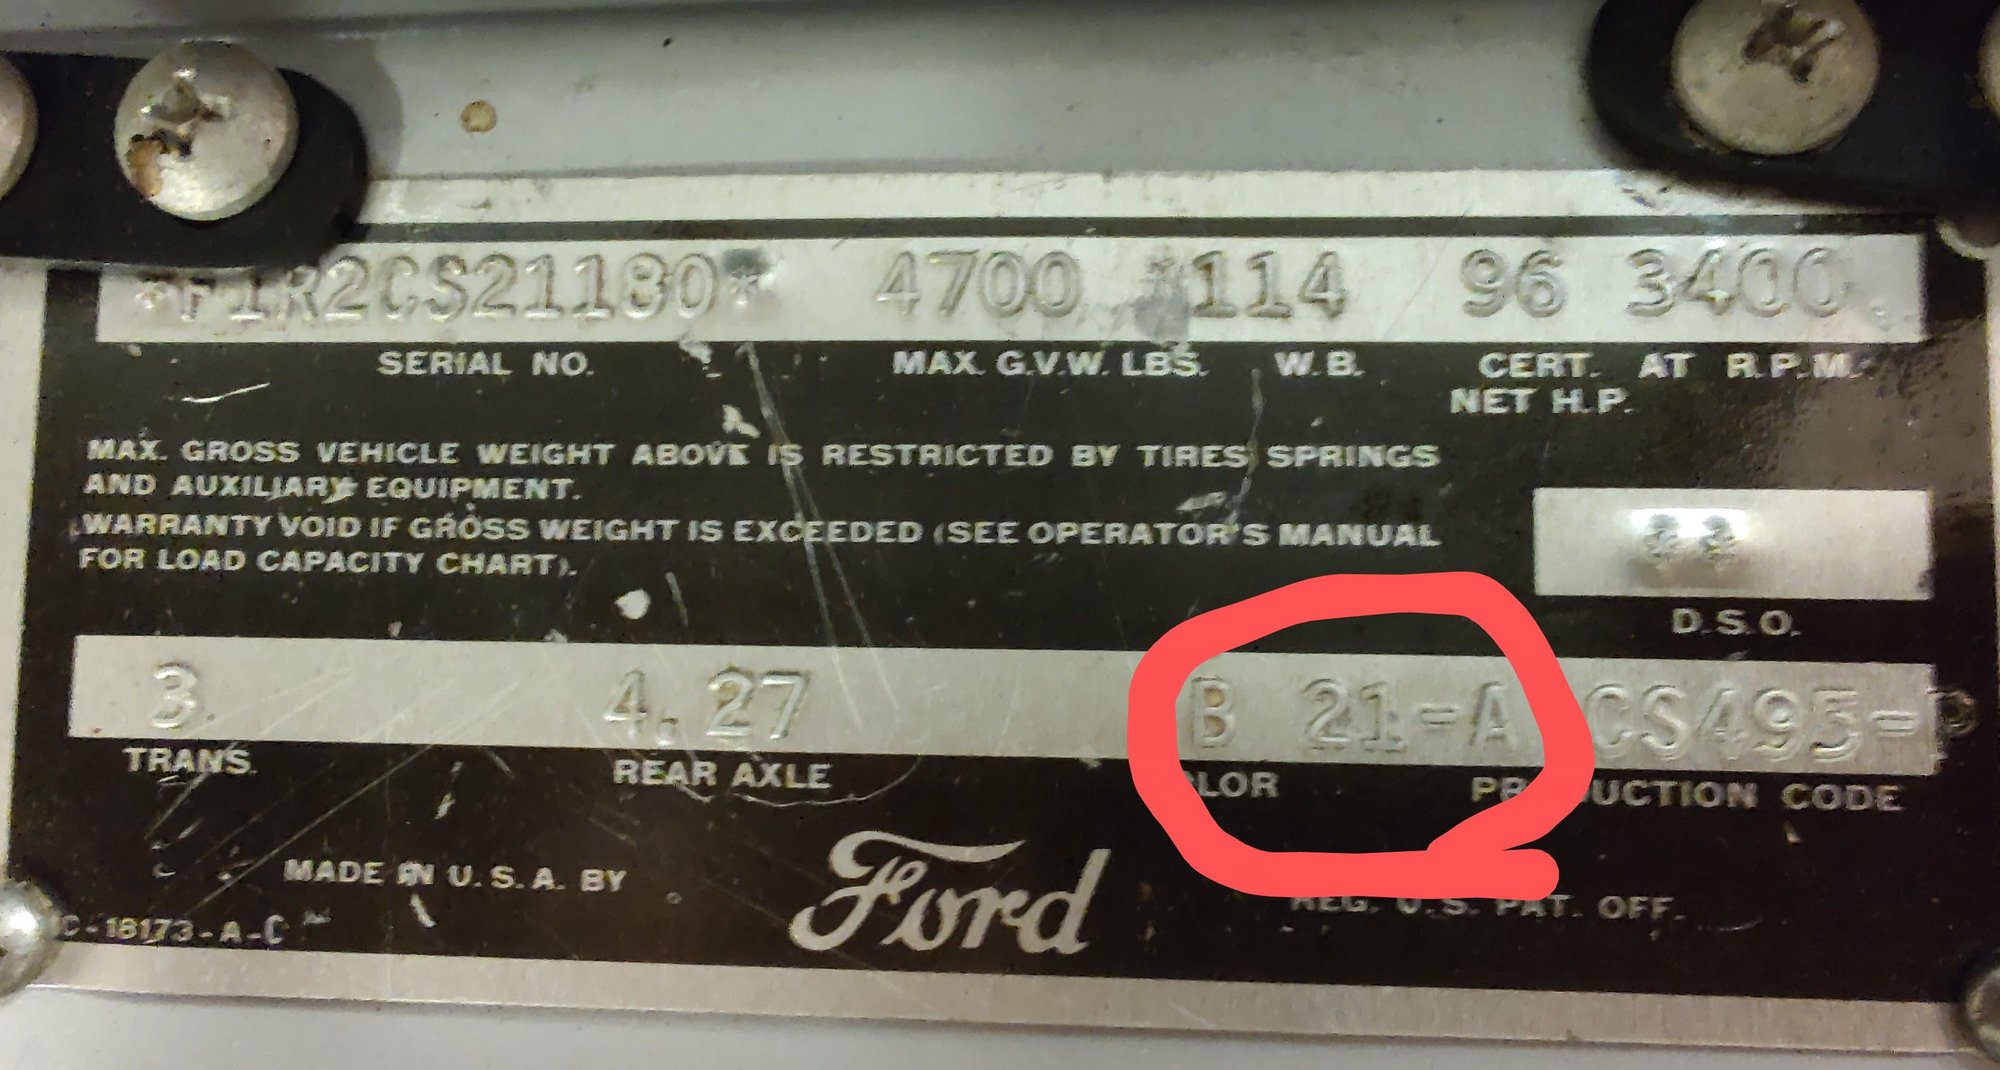 *F1R2CS21180* 4700 *114 96 3400
SERIAL NO. MAX. G.V.W. LBS. W.B. CERT. AT R.P.M.
NET H.P.
MAX. GROSS VEHICLE WEIGHT ABOVE IS RESTRICTED BY TIRES SPRINGS
AND AUXILIARY EQUIPMENT.
WARRANTY VOID IF GROSS WEIGHT IS EXCEEDED (SEE OPERATOR'S MANUAL
FOR LOAD CAPACITY CHART).
**
D.S.O.
3 4.27 B 21-A CS495-P
TRANS. REAR AXLE LOR PR UCTION CODE
MADE IN U.S.A. BY Ford REG. U.S. PAT. OFF.
C-18173-A-C